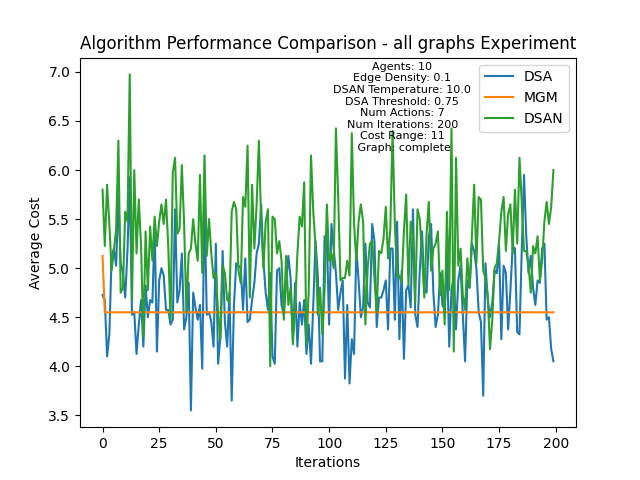 Algorithm Performance Comparison - all graphs Experiment
Agents: 10
Edge Density: 0.1
DSAN Temperature: 10.0
DSA Threshold: 0.75
Num Actions: 7
Num Iterations: 200
Cost Range: 11
Graph: complete
DSA
MGM
DSAN
Average Cost
7.0
6.5
6.0
5.5
5.0
4.5
4.0
3.5
0
25
50
75
100
125
150
175
200
Iterations